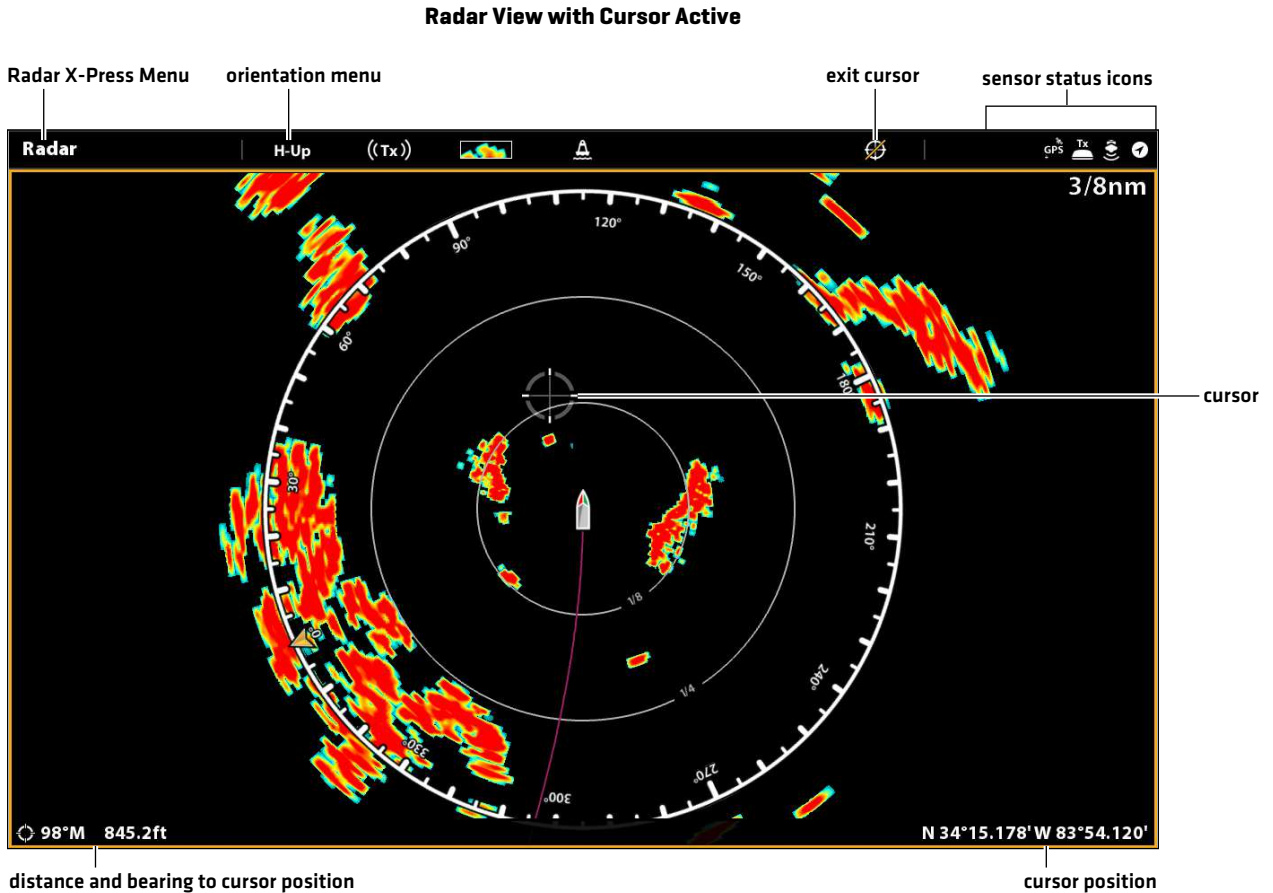 Radar View with Cursor Active
Radar X-Press Menu
orientation menu
exit cursor
sensor status icons
Radar
H-Up
((Tx))
GPS
Tx
3/8nm
120°
90°
150°
60°
180
cursor
30°
210°
1/8
0°
240°
1/4
330°
270°
300°
98°M 845.2ft
N 34°15.178' W 83°54.120'
distance and bearing to cursor position
cursor position